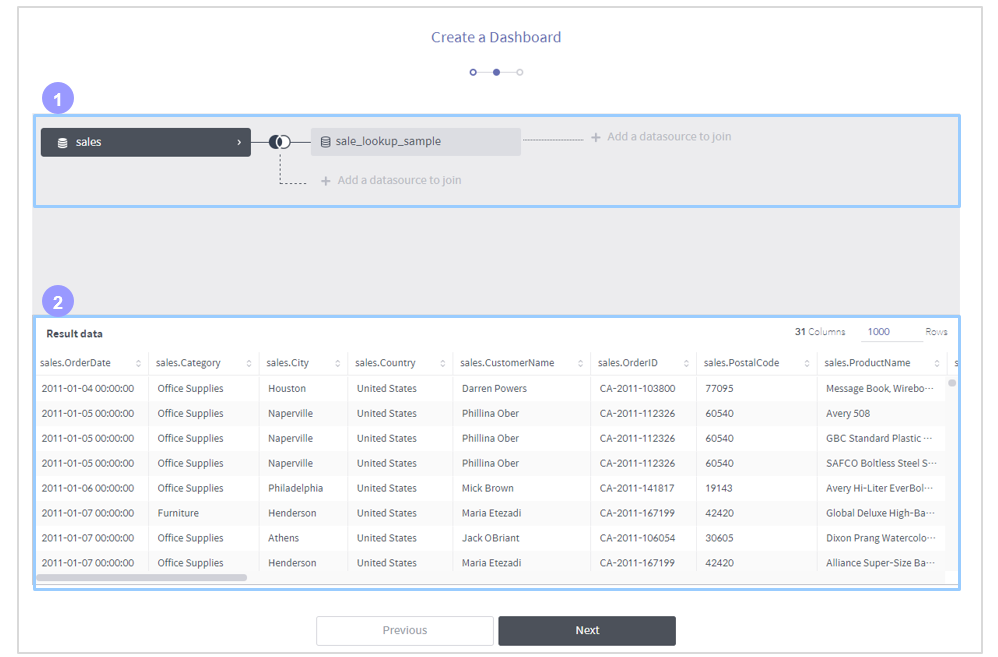 Create a Dashboard
1
sales
sale_lookup_sample
+ Add a datasource to join
+ Add a datasource to join
2
Result data 31 Columns 1000 Rows
sales.OrderDate sales.Category sales.City sales.Country sales.CustomerName sales.OrderID sales.PostalCode sales.ProductName s
2011-01-04 00:00:00 Office Supplies Houston United States Darren Powers CA-2011-103800 77095 Message Book, Wirebo···
2011-01-05 00:00:00 Office Supplies Naperville United States Phillina Ober CA-2011-112326 60540 Avery 508
2011-01-05 00:00:00 Office Supplies Naperville United States Phillina Ober CA-2011-112326 60540 GBC Standard Plastic ···
2011-01-05 00:00:00 Office Supplies Naperville United States Phillina Ober CA-2011-112326 60540 SAFCO Boltless Steel S···
2011-01-06 00:00:00 Office Supplies Philadelphia United States Mick Brown CA-2011-141817 19143 Avery Hi-Liter EverBol···
2011-01-07 00:00:00 Furniture Henderson United States Maria Etezadi CA-2011-167199 42420 Global Deluxe High-Ba···
2011-01-07 00:00:00 Office Supplies Athens United States Jack OBriant CA-2011-106054 30605 Dixon Prang Watercolo···
2011-01-07 00:00:00 Office Supplies Henderson United States Maria Etezadi CA-2011-167199 42420 Alliance Super-Size Ba···
Previous Next